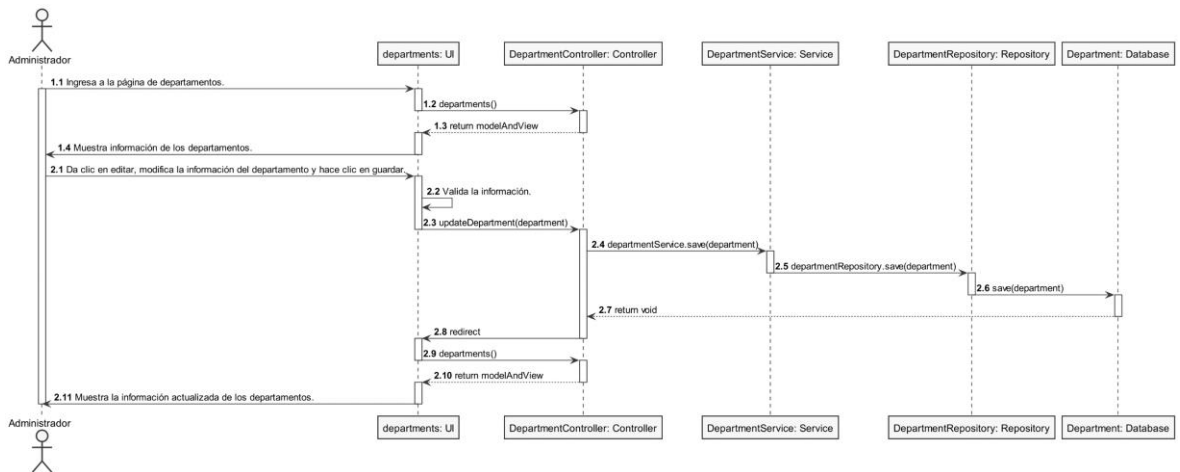 Administrador
departments: UI
DepartmentController: Controller
DepartmentService: Service
DepartmentRepository: Repository
Department: Database
1.1 Ingresa a la página de departamentos.
1.2 departments()
1.3 return modelAndView
1.4 Muestra información de los departamentos.
2.1 Da clic en editar, modifica la información del departamento y hace clic en guardar.
2.2 Valida la información.
2.3 updateDepartment(department)
2.4 departmentService.save(department)
2.5 departmentRepository.save(department)
2.6 save(department)
2.7 return void
2.8 redirect
2.9 departments()
2.10 return modelAndView
2.11 Muestra la información actualizada de los departamentos.
Administrador
departments: UI
DepartmentController: Controller
DepartmentService: Service
DepartmentRepository: Repository
Department: Database